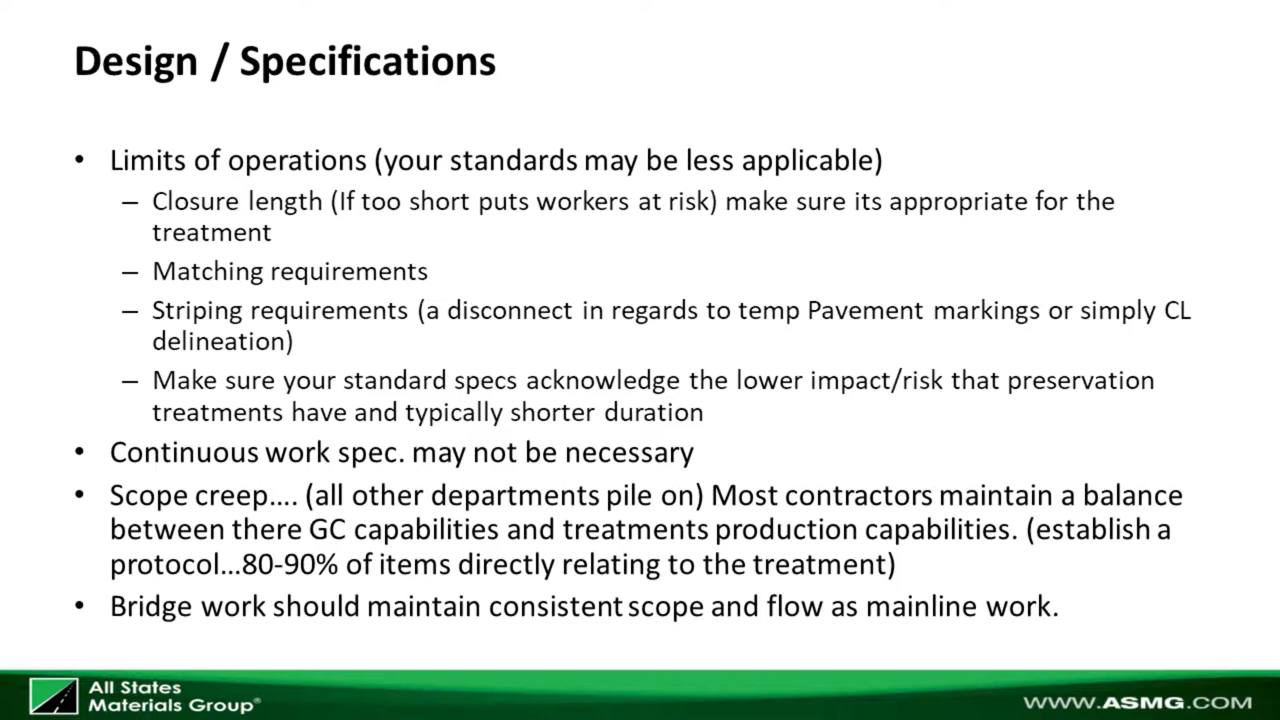 Design / Specifications
• Limits of operations (your standards may be less applicable)
– Closure length (If too short puts workers at risk) make sure its appropriate for the
treatment
– Matching requirements
– Striping requirements (a disconnect in regards to temp Pavement markings or simply CL
delineation)
– Make sure your standard specs acknowledge the lower impact/risk that preservation
treatments have and typically shorter duration
• Continuous work spec. may not be necessary
• Scope creep…. (all other departments pile on) Most contractors maintain a balance
between there GC capabilities and treatments production capabilities. (establish a
protocol…80-90% of items directly relating to the treatment)
• Bridge work should maintain consistent scope and flow as mainline work.
All States
Materials Group®
WWW.ASMG.COM